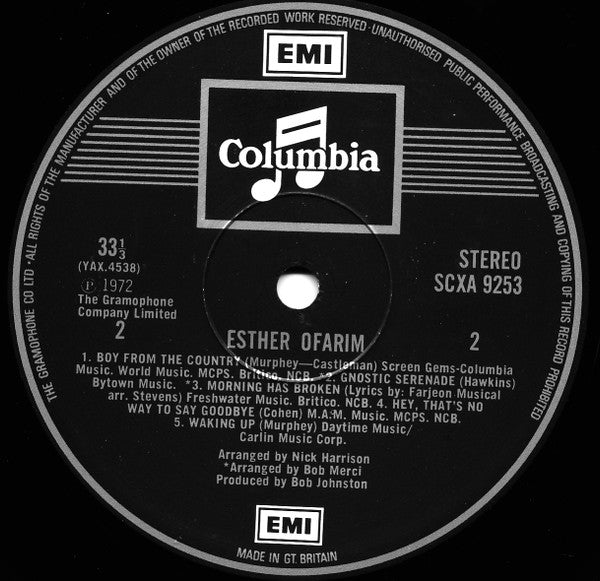 THE GRAMOPHONE CO LTD·ALL RIGHTS OF THE MANUFACTURER AND OF THE OWNER OF THE RECORDED WORK RESERVED·UNAUTHORISED PUBLIC PERFORMANCE BROADCASTING AND COPYING OF THIS RECORD PROHIBITED
EMI
Columbia
33 1/3
(YAX.4538)
Ⓟ 1972
The Gramophone
Company Limited
2
STEREO
SCXA 9253
2
ESTHER OFARIM
1. BOY FROM THE COUNTRY (Murphey—Castleman) Screen Gems-Columbia
Music. World Music. MCPS. Britico. NCB. *2. GNOSTIC SERENADE (Hawkins)
Bytown Music. *3. MORNING HAS BROKEN (Lyrics by: Farjeon Musical
arr. Stevens) Freshwater Music. Britico. NCB. 4. HEY, THAT'S NO
WAY TO SAY GOODBYE (Cohen) M.A.M. Music. MCPS. NCB.
5. WAKING UP (Murphey) Daytime Music/
Carlin Music Corp.
Arranged by Nick Harrison
*Arranged by Bob Merci
Produced by Bob Johnston
EMI
MADE IN GT. BRITAIN